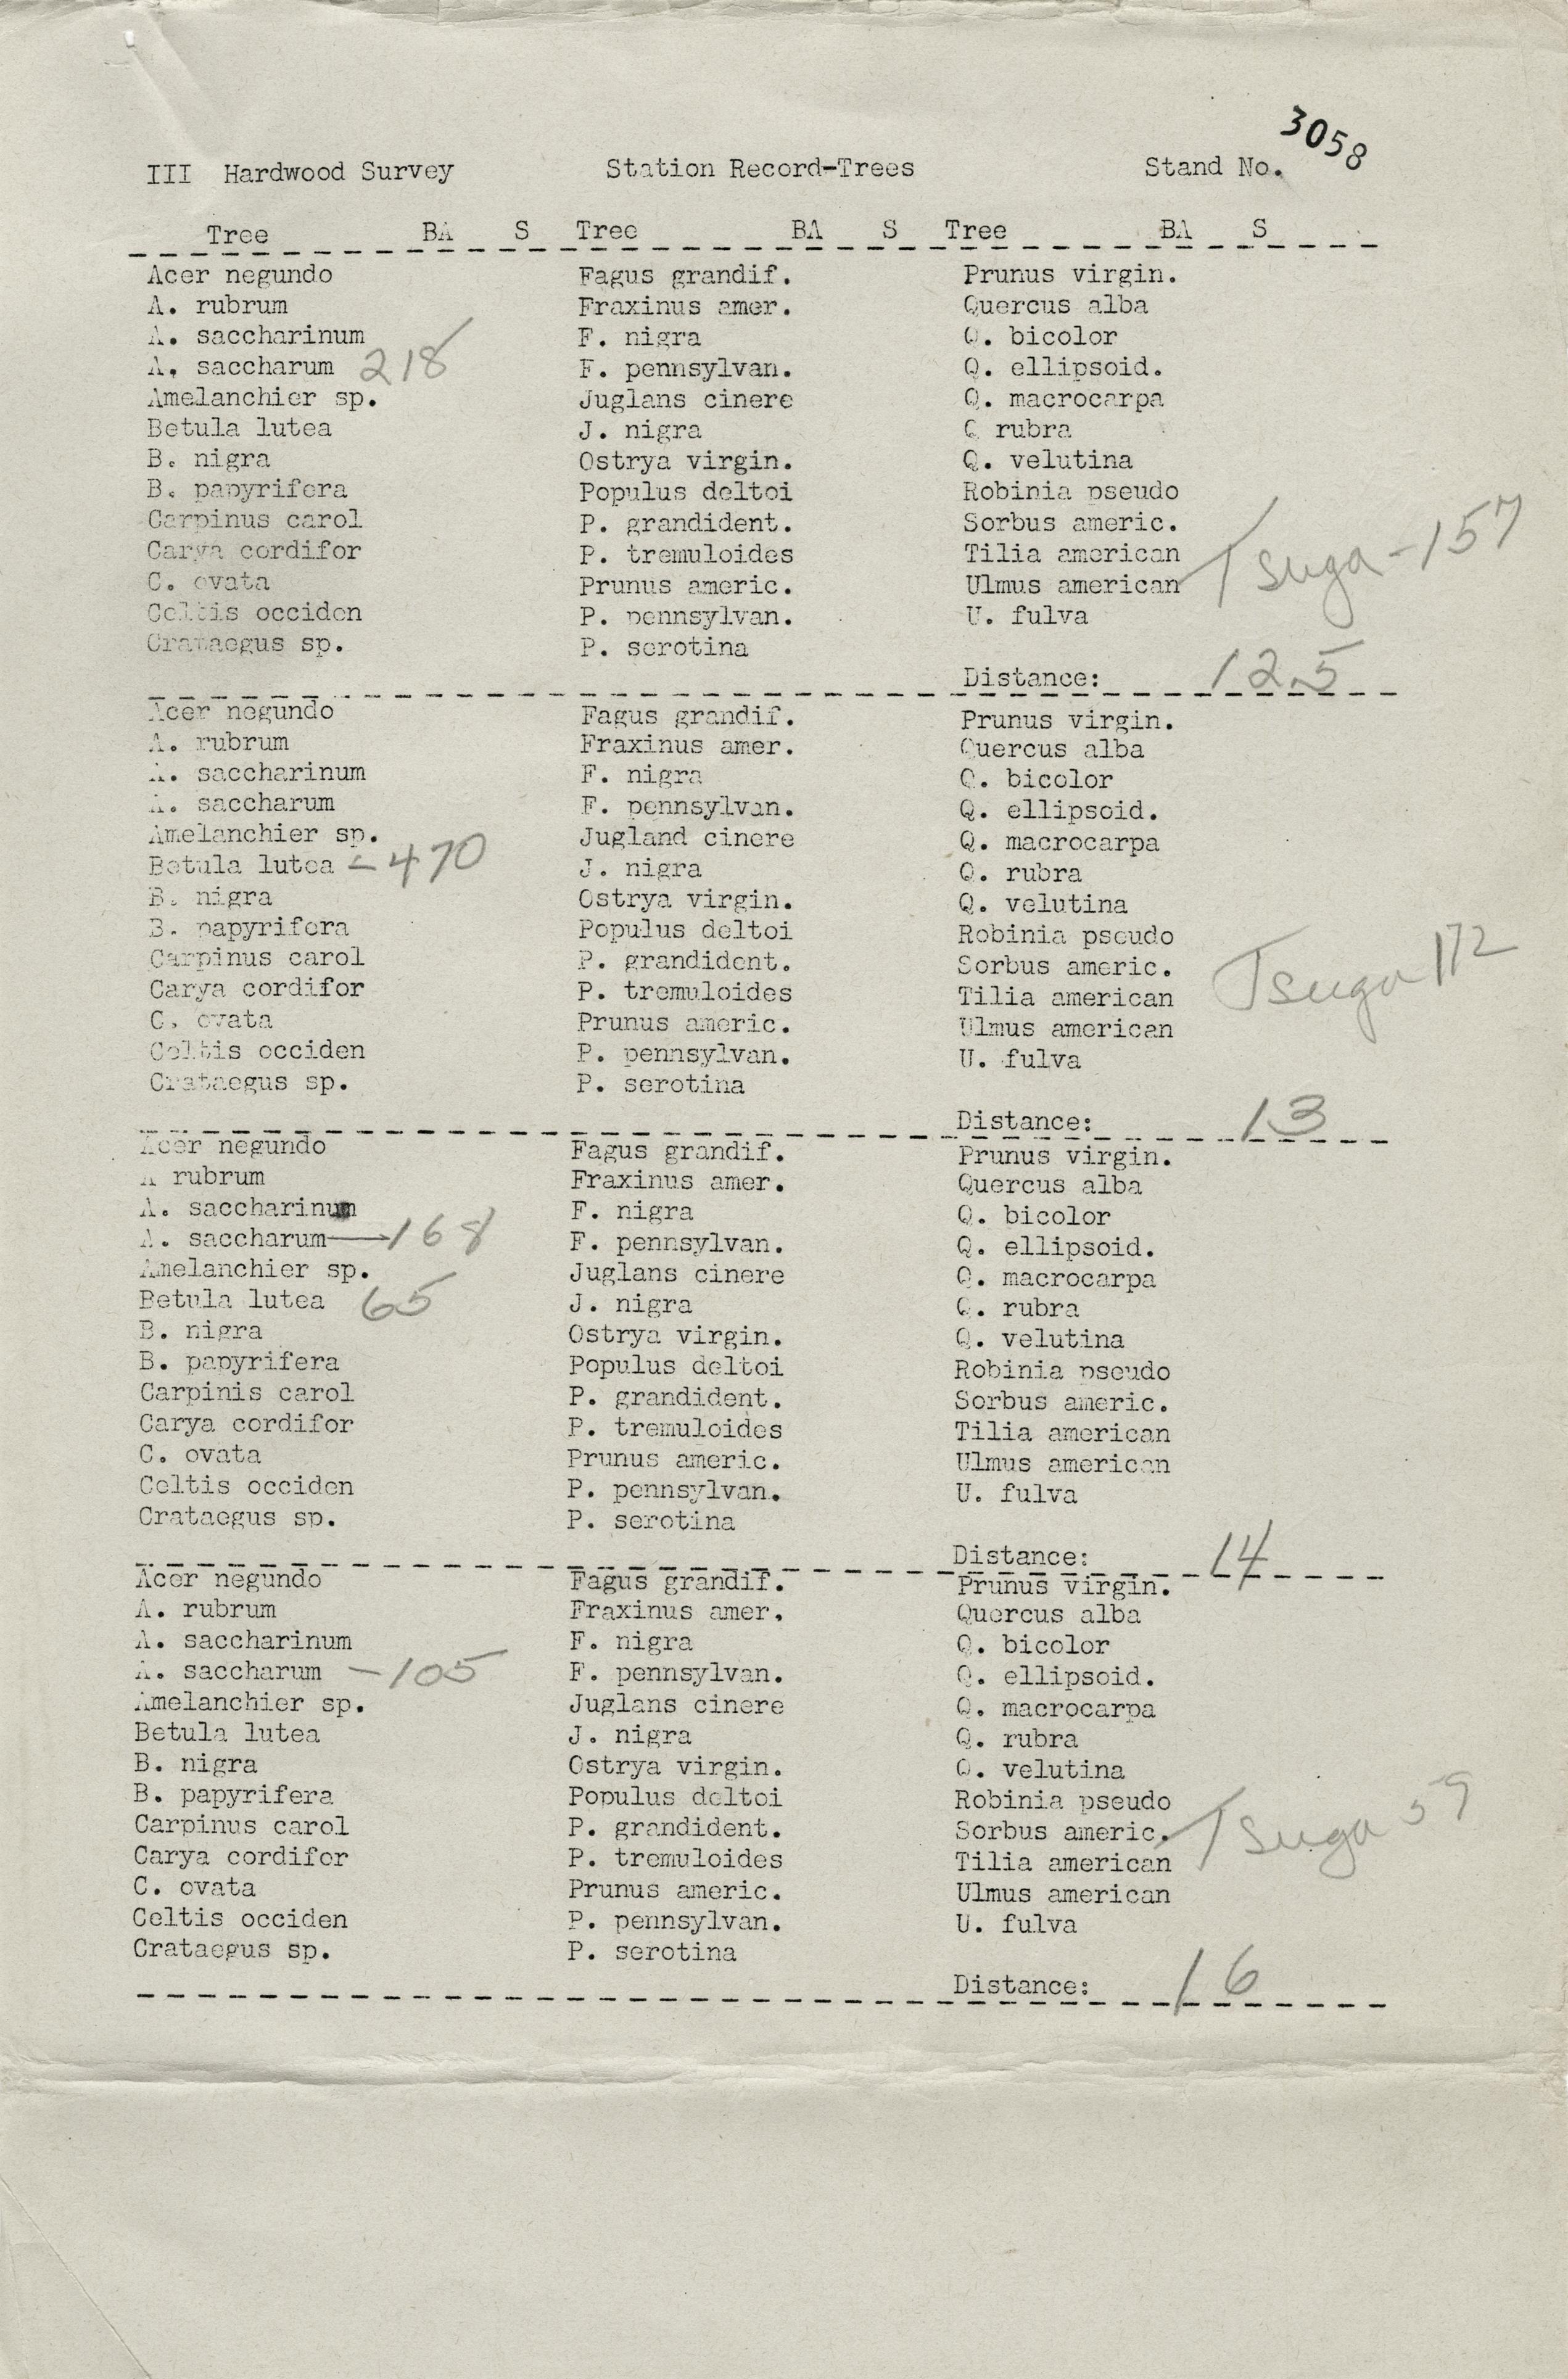 3058
III Hardwood Survey Station Record-Trees Stand No.
Tree BA S Tree BA S Tree BA S
Acer negundo Fagus grandif. Prunus virgin.
A. rubrum Fraxinus amer. Quercus alba
A. saccharinum F. nigra Q. bicolor
A. saccharum 218 F. pennsylvan. Q. ellipsoid.
Amelanchier sp. Juglans cinere Q. macrocarpa
Betula lutea J. nigra Q rubra
B. nigra Ostrya virgin. Q. velutina
B. papyrifera Populus deltoi Robinia pseudo
Carpinus carol P. grandident. Sorbus americ.
Carya cordifor P. tremuloides Tilia american Tsuga - 157
C. ovata Prunus americ. Ulmus american
Celtis occiden P. pennsylvan. U. fulva
Crataegus sp. P. serotina
Distance: 12.5
Acer negundo Fagus grandif. Prunus virgin.
A. rubrum Fraxinus amer. Quercus alba
A. saccharinum F. nigra Q. bicolor
A. saccharum F. pennsylvan. Q. ellipsoid.
Amelanchier sp. Jugland cinere Q. macrocarpa
Betula lutea - 470 J. nigra Q. rubra
B. nigra Ostrya virgin. Q. velutina
B. papyrifera Populus deltoi Robinia pseudo
Carpinus carol P. grandident. Sorbus americ.
Carya cordifor P. tremuloides Tilia american Tsuga 172
C. ovata Prunus americ. Ulmus american
Celtis occiden P. pennsylvan. U. fulva
Crataegus sp. P. serotina
Distance: 13
Acer negundo Fagus grandif. Prunus virgin.
A rubrum Fraxinus amer. Quercus alba
A. saccharinum F. nigra Q. bicolor
A. saccharum — 168 F. pennsylvan. Q. ellipsoid.
Amelanchier sp. Juglans cinere Q. macrocarpa
Betula lutea 65 J. nigra Q. rubra
B. nigra Ostrya virgin. Q. velutina
B. papyrifera Populus deltoi Robinia pseudo
Carpinis carol P. grandident. Sorbus americ.
Carya cordifor P. tremuloides Tilia american
C. ovata Prunus americ. Ulmus american
Celtis occiden P. pennsylvan. U. fulva
Crataegus sp. P. serotina
Distance: 14
Acer negundo Fagus grandif. Prunus virgin.
A. rubrum Fraxinus amer. Quercus alba
A. saccharinum F. nigra Q. bicolor
A. saccharum - 105 F. pennsylvan. Q. ellipsoid.
Amelanchier sp. Juglans cinere Q. macrocarpa
Betula lutea J. nigra Q. rubra
B. nigra Ostrya virgin. Q. velutina
B. papyrifera Populus deltoi Robinia pseudo
Carpinus carol P. grandident. Sorbus americ. Tsuga 59
Carya cordifor P. tremuloides Tilia american
C. ovata Prunus americ. Ulmus american
Celtis occiden P. pennsylvan. U. fulva
Crataegus sp. P. serotina
Distance: 16